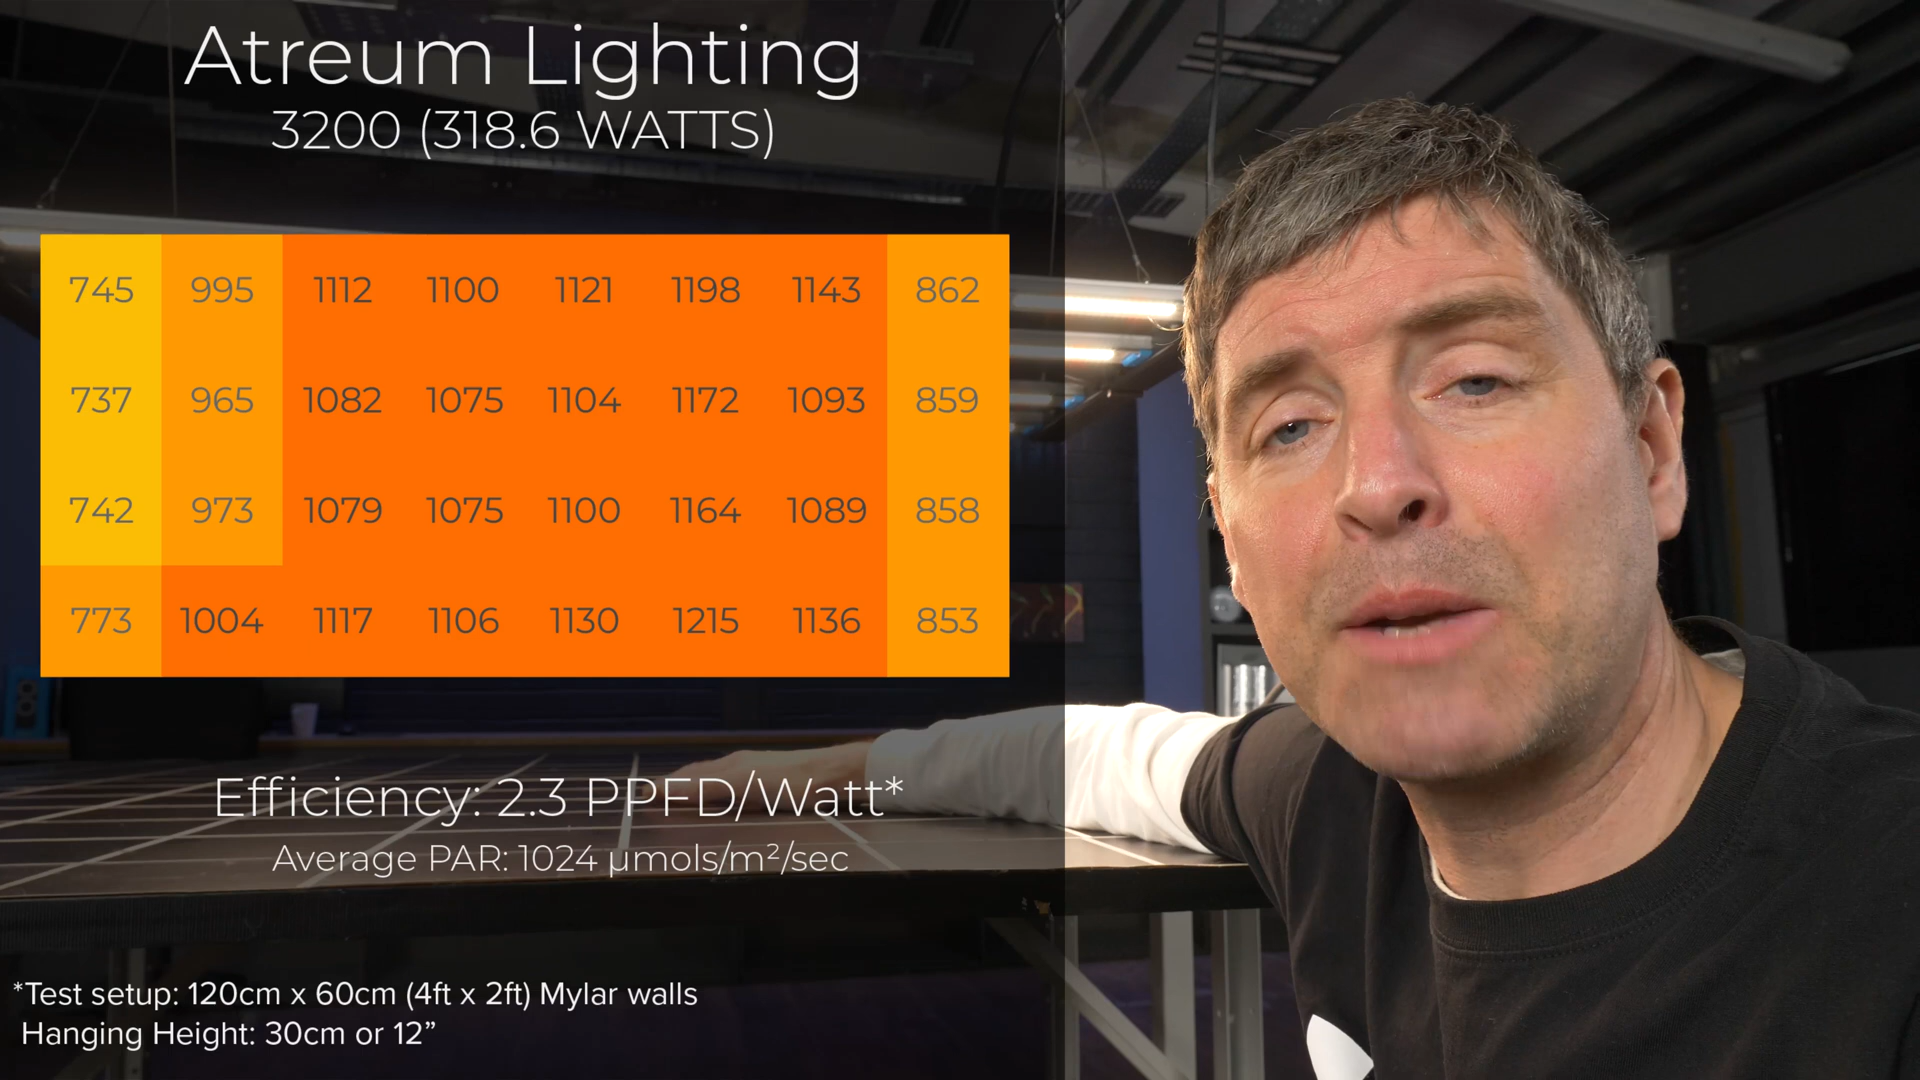 Atreum Lighting
3200 (318.6 WATTS)
745 995 1112 1100 1121 1198 1143 862
737 965 1082 1075 1104 1172 1093 859
742 973 1079 1075 1100 1164 1089 858
773 1004 1117 1106 1130 1215 1136 853
Efficiency: 2.3 PPFD/Watt*
Average PAR: 1024 µmols/m²/sec
*Test setup: 120cm x 60cm (4ft x 2ft) Mylar walls
Hanging Height: 30cm or 12”